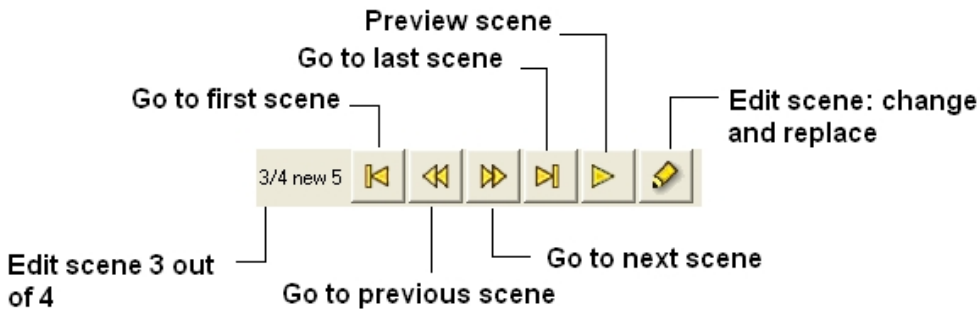 Preview scene
Go to last scene
Go to first scene
Edit scene: change
and replace
3/4 new 5
Edit scene 3 out
of 4
Go to next scene
Go to previous scene